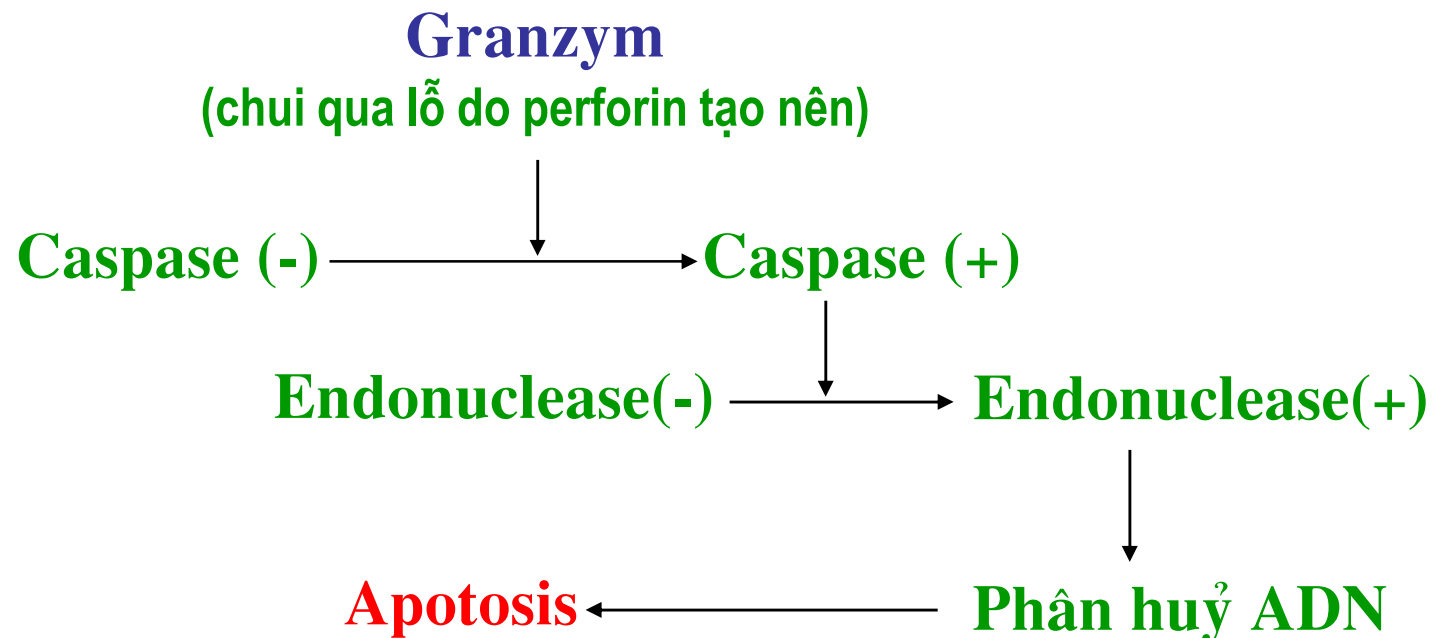 Granzym
(chui qua lỗ do perforin tạo nên)
Caspase (-) Caspase (+)
Endonuclease(-) Endonuclease(+)
Apotosis Phân huỷ ADN